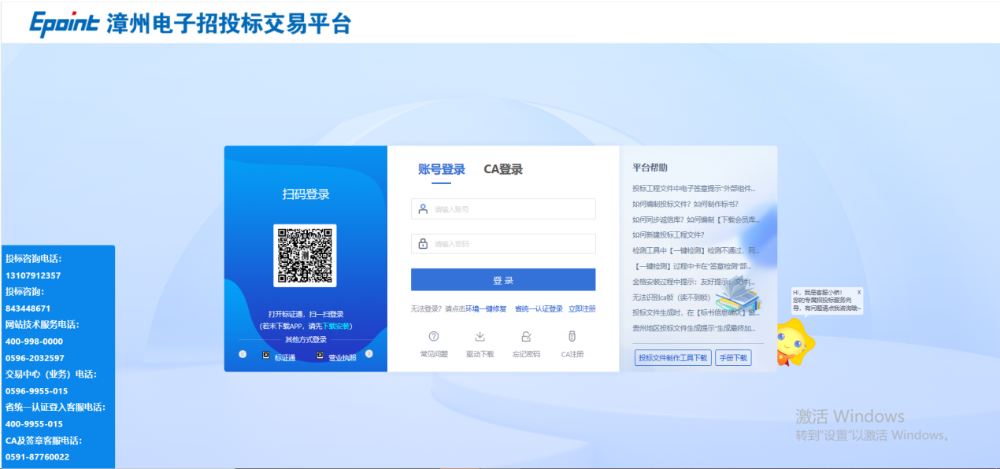 Epoint 漳州电子招投标交易平台
扫码登录
打开标证通，扫一扫登录
(若未下载APP，请先下载安装)
其他方式登录
标证通
营业执照
账号登录 CA登录
请输入账号
请输入密码
登 录
无法登录？请点击环境一键修复 省统一认证登录 立即注册
常见问题 驱动下载 忘记密码 CA注册
平台帮助
投标工程文件中电子签章提示“外部组件...
如何编制投标文件？如何制作标书？
如何同步诚信库？如何编制【下载会员库...
如何新建投标工程文件？
检测工具中【一键检测】检测不通过，同...
【一键检测】过程中卡在“签章检测”部...
金格安装过程中提示：友好提示：文件(...
无法识别ca锁（读不到锁）
投标文件生成时，在【标书信息确认】窗...
贵州地区投标文件生成提示“生成最终加...
投标文件制作工具下载 手册下载
投标咨询电话：
13107912357
投标咨询：
843448671
网站技术服务电话：
400-998-0000
0596-2032597
交易中心（业务）电话：
0596-9955-015
省统一认证登入客服电话：
400-9955-015
CA及签章客服电话：
0591-87760022
HI，我是客服小桥！ X
您的专属招投标服务向
导，有问题请点我咨询哦~
激活 Windows
转到“设置”以激活 Windows。